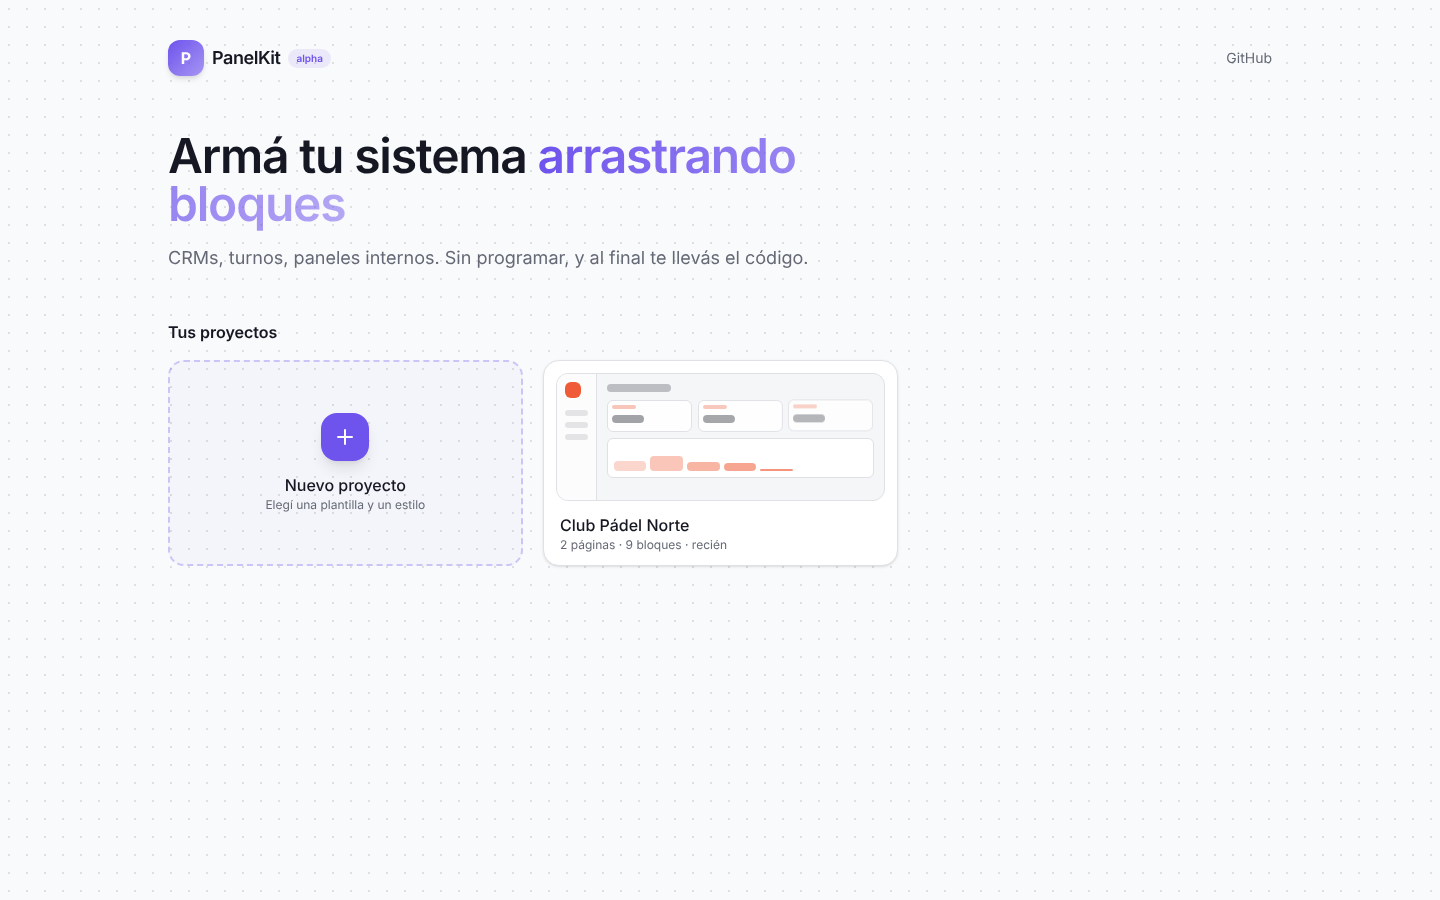 P PanelKit alpha
GitHub
Armá tu sistema arrastrando
bloques
CRMs, turnos, paneles internos. Sin programar, y al final te llevás el código.
Tus proyectos
Nuevo proyecto
Elegí una plantilla y un estilo
Club Pádel Norte
2 páginas · 9 bloques · recién